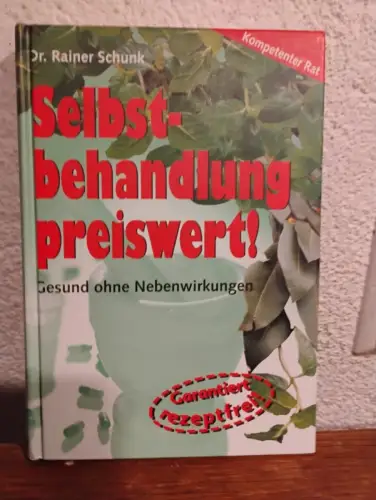 Dr. Rainer Schunk
Kompetenter Rat
Selbst-
behandlung
preiswert!
Gesund ohne Nebenwirkungen
Garantiert
rezeptfrei